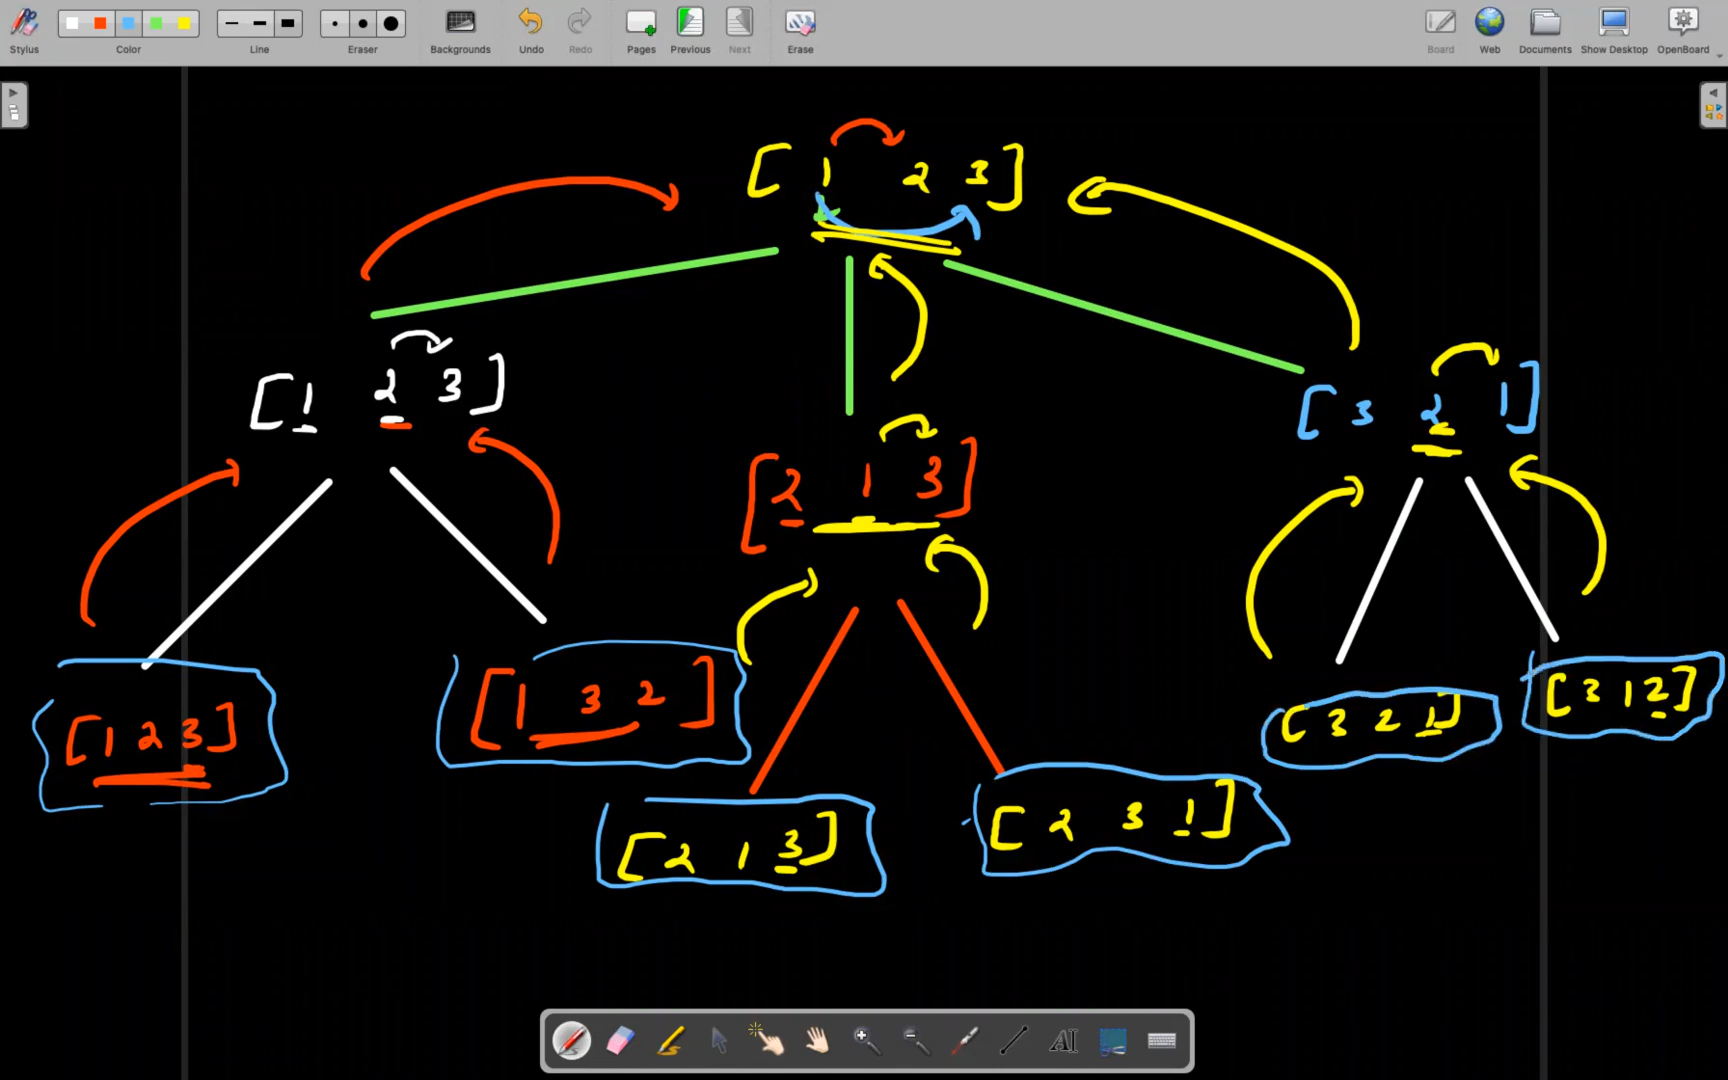 Stylus Color Line Eraser Backgrounds Undo Redo Pages Previous Next Erase Board Web Documents Show Desktop OpenBoard
[ 1 2 3 ]
[ 1 2 3 ]
[ 3 2 1 ]
[ 2 1 3 ]
[ 1 2 3 ]
[ 1 3 2 ]
[ 3 2 1 ]
[ 3 1 2 ]
[ 2 1 3 ]
[ 2 3 1 ]
AI